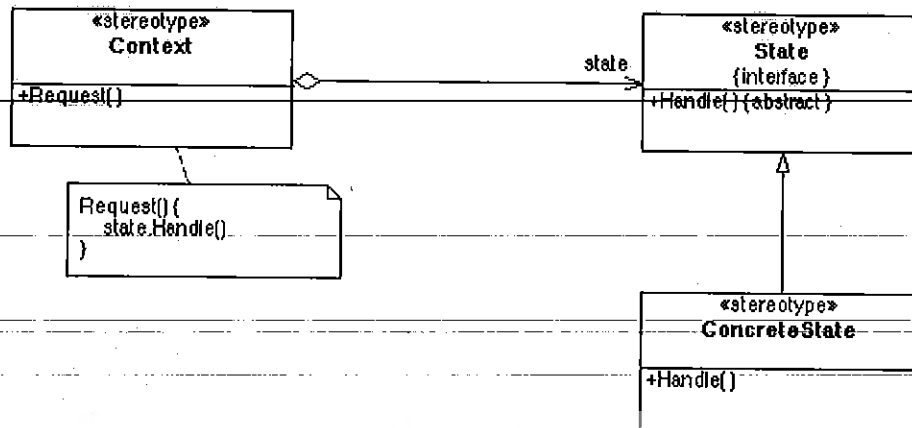 «stereotype»
Context
+Request()
state
«stereotype»
State
{interface}
+Handle() {abstract}
Request() {
state.Handle()
}
«stereotype»
ConcreteState
+Handle()